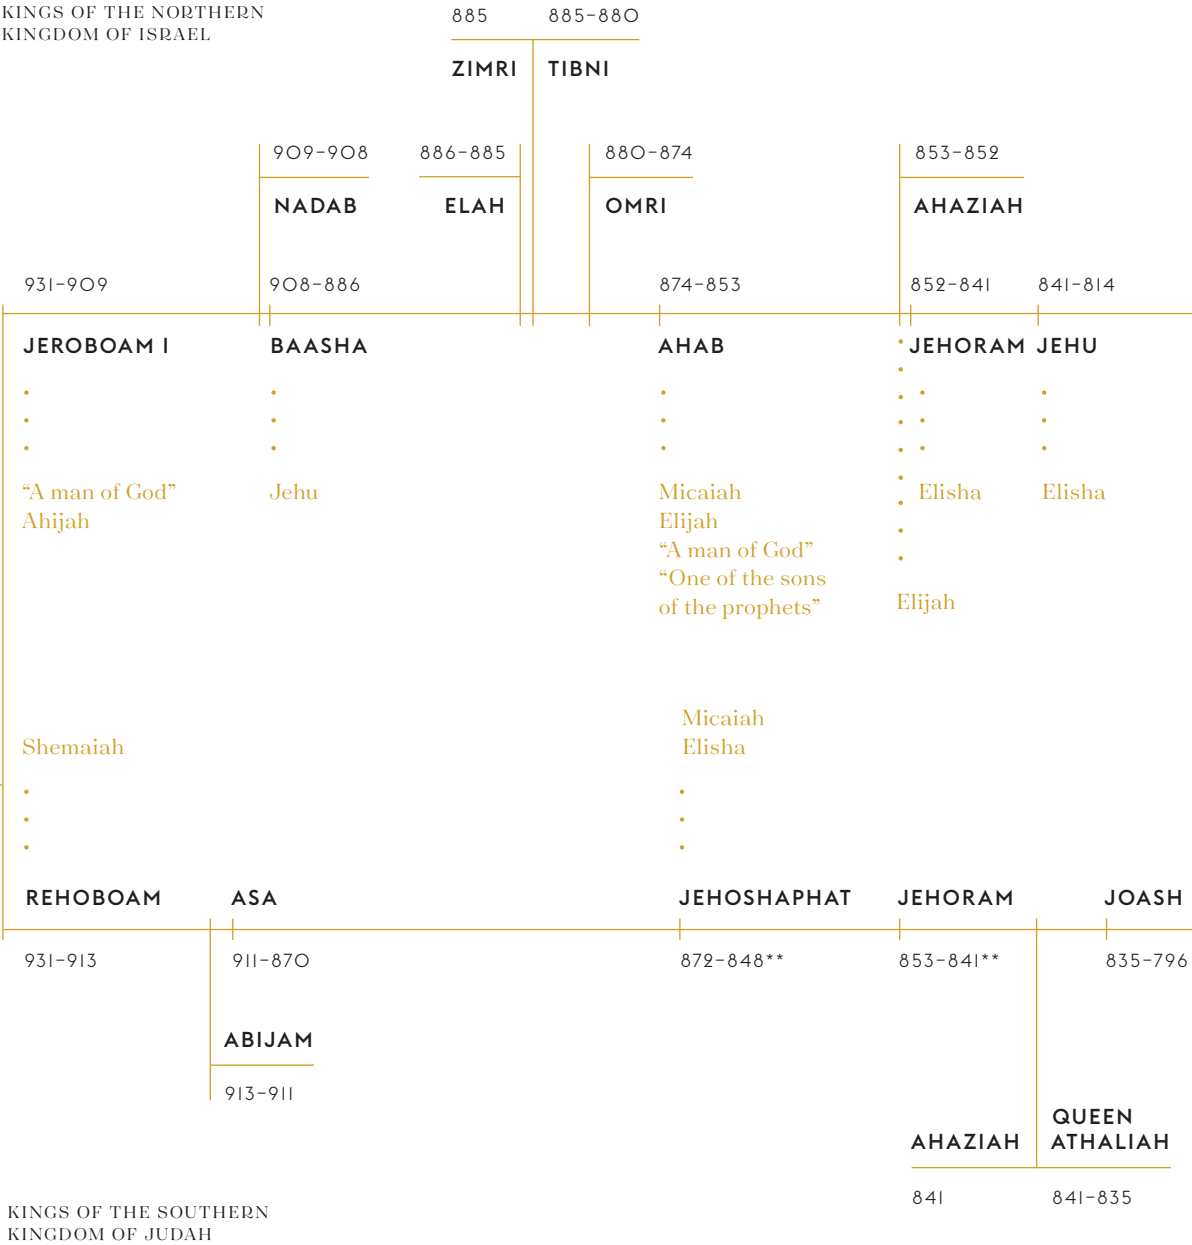 KINGS OF THE NORTHERN
KINGDOM OF ISRAEL
885 885–880
ZIMRI TIBNI
909–908 886–885 880–874 853–852
NADAB ELAH OMRI AHAZIAH
931–909 908–886 874–853 852–841 841–814
JEROBOAM I BAASHA AHAB JEHORAM JEHU
“A man of God” Jehu Micaiah Elisha Elisha
Ahijah Elijah
“A man of God”
“One of the sons
of the prophets”
Elijah
Micaiah
Shemaiah Elisha
REHOBOAM ASA JEHOSHAPHAT JEHORAM JOASH
931–913 911–870 872–848** 853–841** 835–796
ABIJAM
913–911
QUEEN
AHAZIAH ATHALIAH
841 841–835
KINGS OF THE SOUTHERN
KINGDOM OF JUDAH